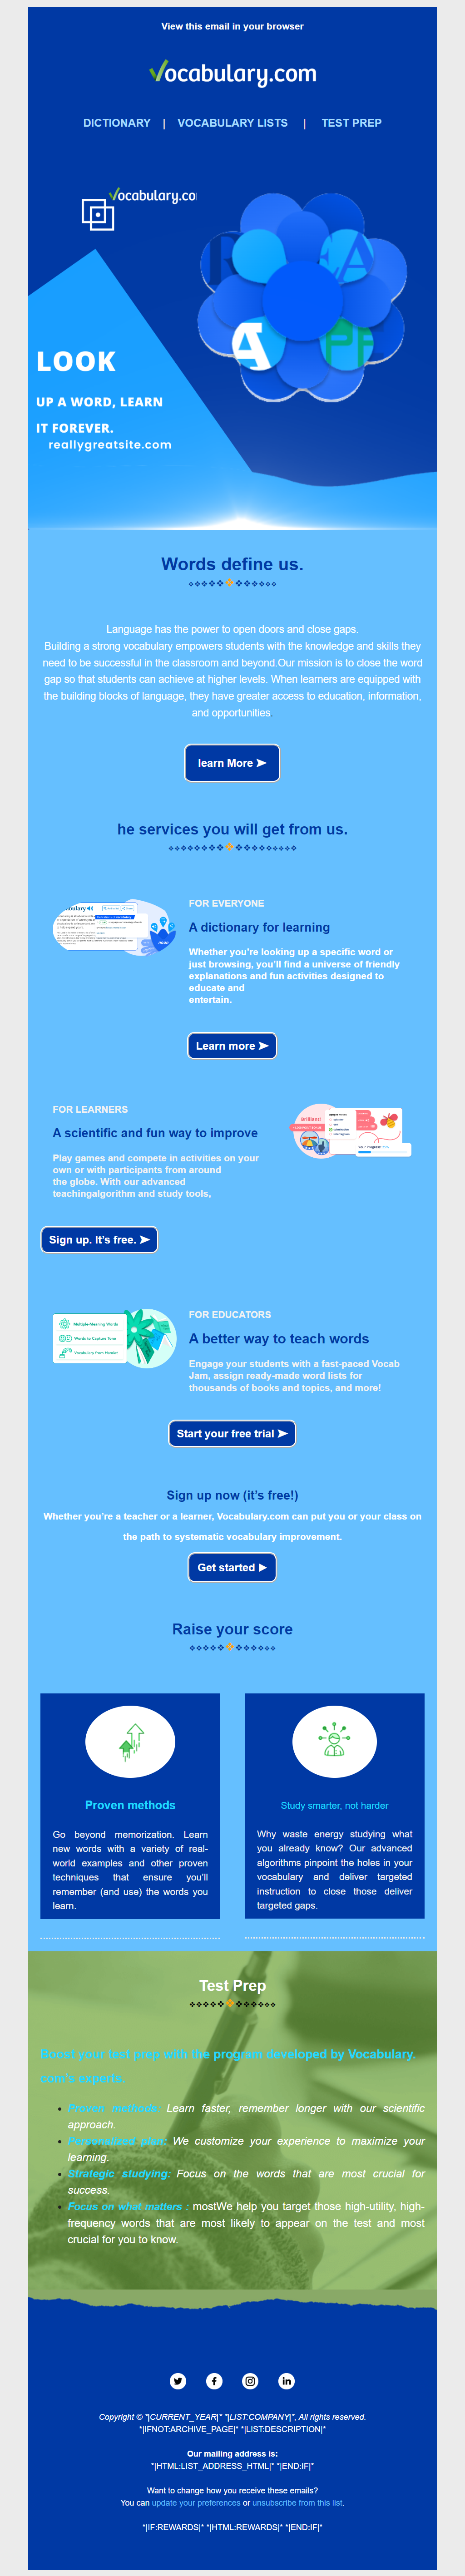 View this email in your browser
Vocabulary.com
DICTIONARY | VOCABULARY LISTS | TEST PREP
Vocabulary.co
A
A
PF
LOOK
UP A WORD, LEARN
IT FOREVER.
reallygreatsite.com
Words define us.
Language has the power to open doors and close gaps.
Building a strong vocabulary empowers students with the knowledge and skills they
need to be successful in the classroom and beyond.Our mission is to close the word
gap so that students can achieve at higher levels. When learners are equipped with
the building blocks of language, they have greater access to education, information,
and opportunities.
learn More ➤
he services you will get from us.
FOR EVERYONE
A dictionary for learning
Whether you're looking up a specific word or
just browsing, you'll find a universe of friendly
explanations and fun activities designed to
educate and
entertain.
Learn more ➤
FOR LEARNERS
A scientific and fun way to improve
Play games and compete in activities on your
own or with participants from around
the globe. With our advanced
teachingalgorithm and study tools,
Brilliant!
Sign up. It's free. ➤
Multiple-Meaning Words
Words to Capture Tone
Vocabulary from Hamlet
FOR EDUCATORS
A better way to teach words
Engage your students with a fast-paced Vocab
Jam, assign ready-made word lists for
thousands of books and topics, and more!
Start your free trial ➤
Sign up now (it's free!)
Whether you're a teacher or a learner, Vocabulary.com can put you or your class on
the path to systematic vocabulary improvement.
Get started ▶
Raise your score
Proven methods
Go beyond memorization. Learn
new words with a variety of real-
world examples and other proven
techniques that ensure you'll
remember (and use) the words you
learn.
Study smarter, not harder
Why waste energy studying what
you already know? Our advanced
algorithms pinpoint the holes in your
vocabulary and deliver targeted
instruction to close those deliver
targeted gaps.
Test Prep
Boost your test prep with the program developed by Vocabulary.
com's experts.
Proven methods: Learn faster, remember longer with our scientific
approach.
Personalized plan: We customize your experience to maximize your
learning.
Strategic studying: Focus on the words that are most crucial for
success.
Focus on what matters : mostWe help you target those high-utility, high-
frequency words that are most likely to appear on the test and most
crucial for you to know.
Copyright © *|CURRENT_YEAR|* *|LIST:COMPANY|*, All rights reserved.
*|IFNOT:ARCHIVE_PAGE|* *|LIST:DESCRIPTION|*
Our mailing address is:
*|HTML:LIST_ADDRESS_HTML|* *|END:IF|*
Want to change how you receive these emails?
You can update your preferences or unsubscribe from this list.
*|IF:REWARDS|* *|HTML:REWARDS|* *|END:IF|*